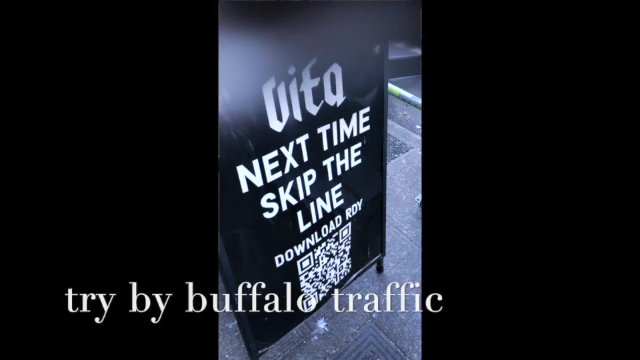 Vita
NEXT TIME
SKIP THE
LINE
DOWNLOAD RDY
try by buffalo traffic